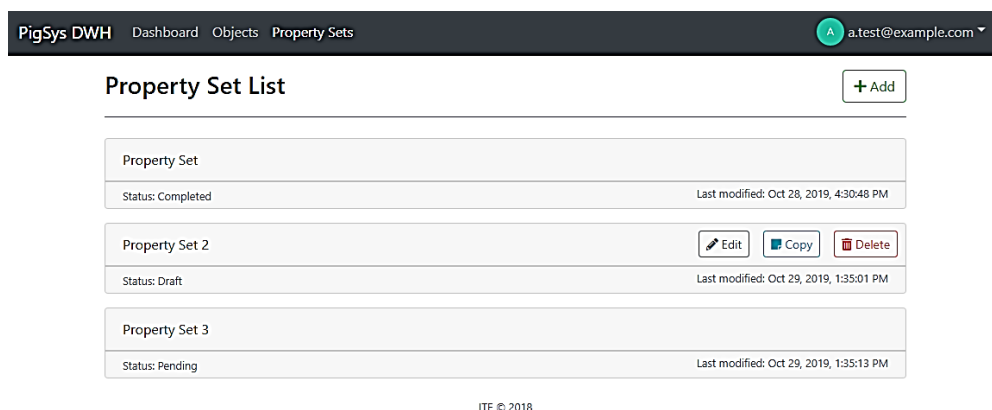 PigSys DWH Dashboard Objects Property Sets A a.test@example.com
Property Set List + Add
Property Set
Status: Completed Last modified: Oct 28, 2019, 4:30:48 PM
Property Set 2 Edit Copy Delete
Status: Draft Last modified: Oct 29, 2019, 1:35:01 PM
Property Set 3
Status: Pending Last modified: Oct 29, 2019, 1:35:13 PM
© 2018